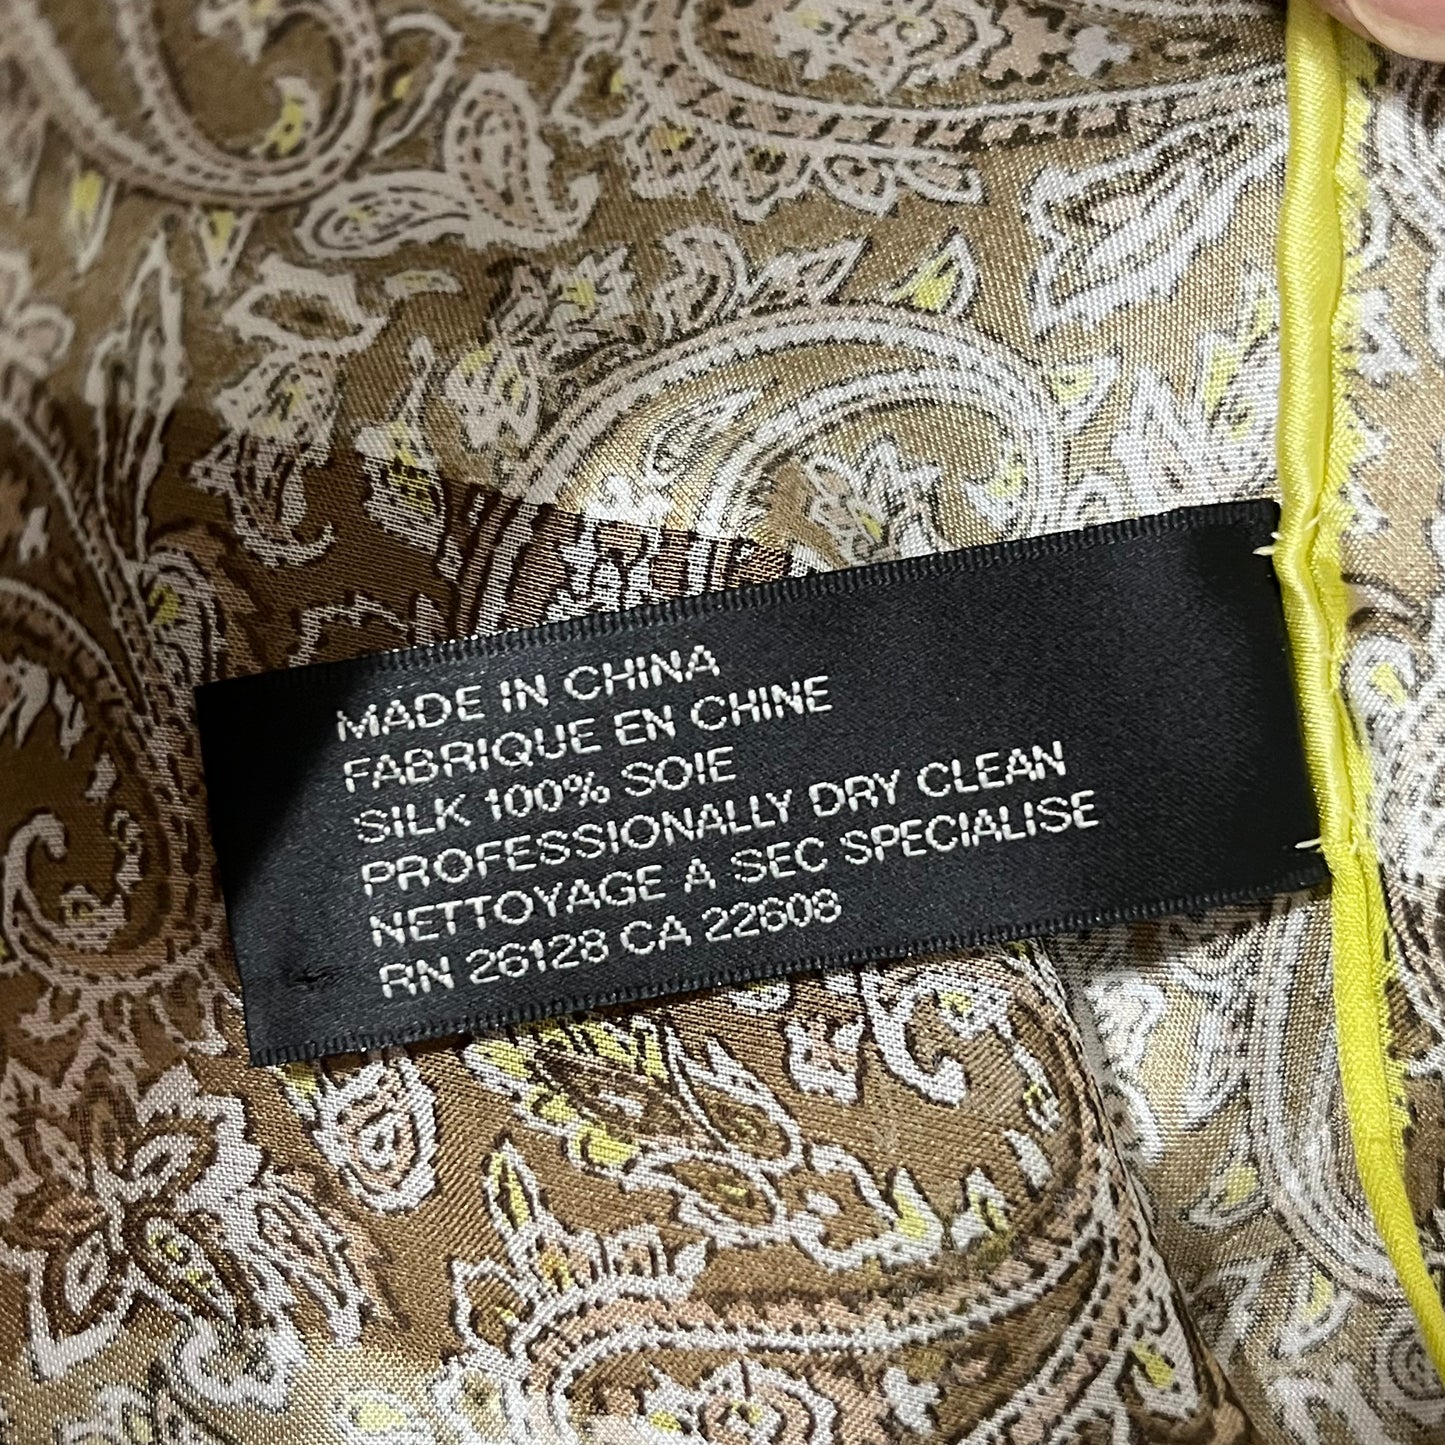 MADE IN CHINA
FABRIQUE EN CHINE
SILK 100% SOIE
PROFESSIONALLY DRY CLEAN
NETTOYAGE A SEC SPECIALISE
RN 26128 CA 22608